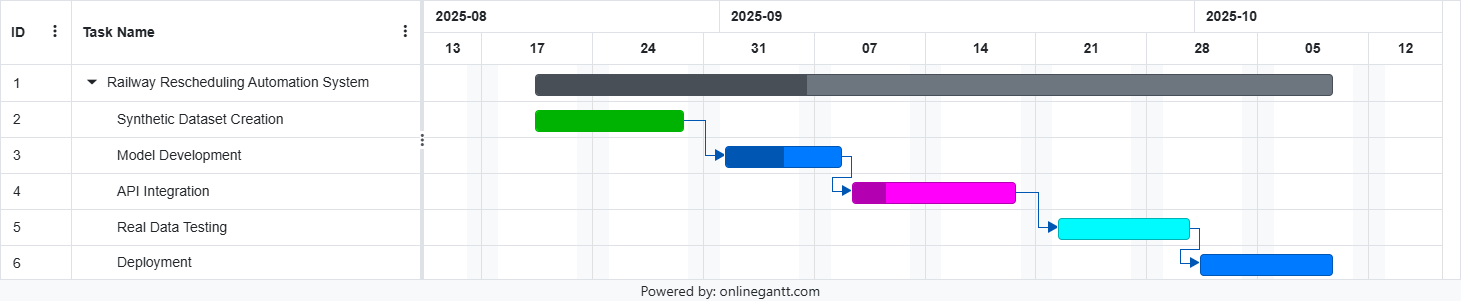 ID Task Name 2025-08 2025-09 2025-10
13 17 24 31 07 14 21 28 05 12
1 Railway Rescheduling Automation System
2 Synthetic Dataset Creation
3 Model Development
4 API Integration
5 Real Data Testing
6 Deployment
Powered by: onlinegantt.com